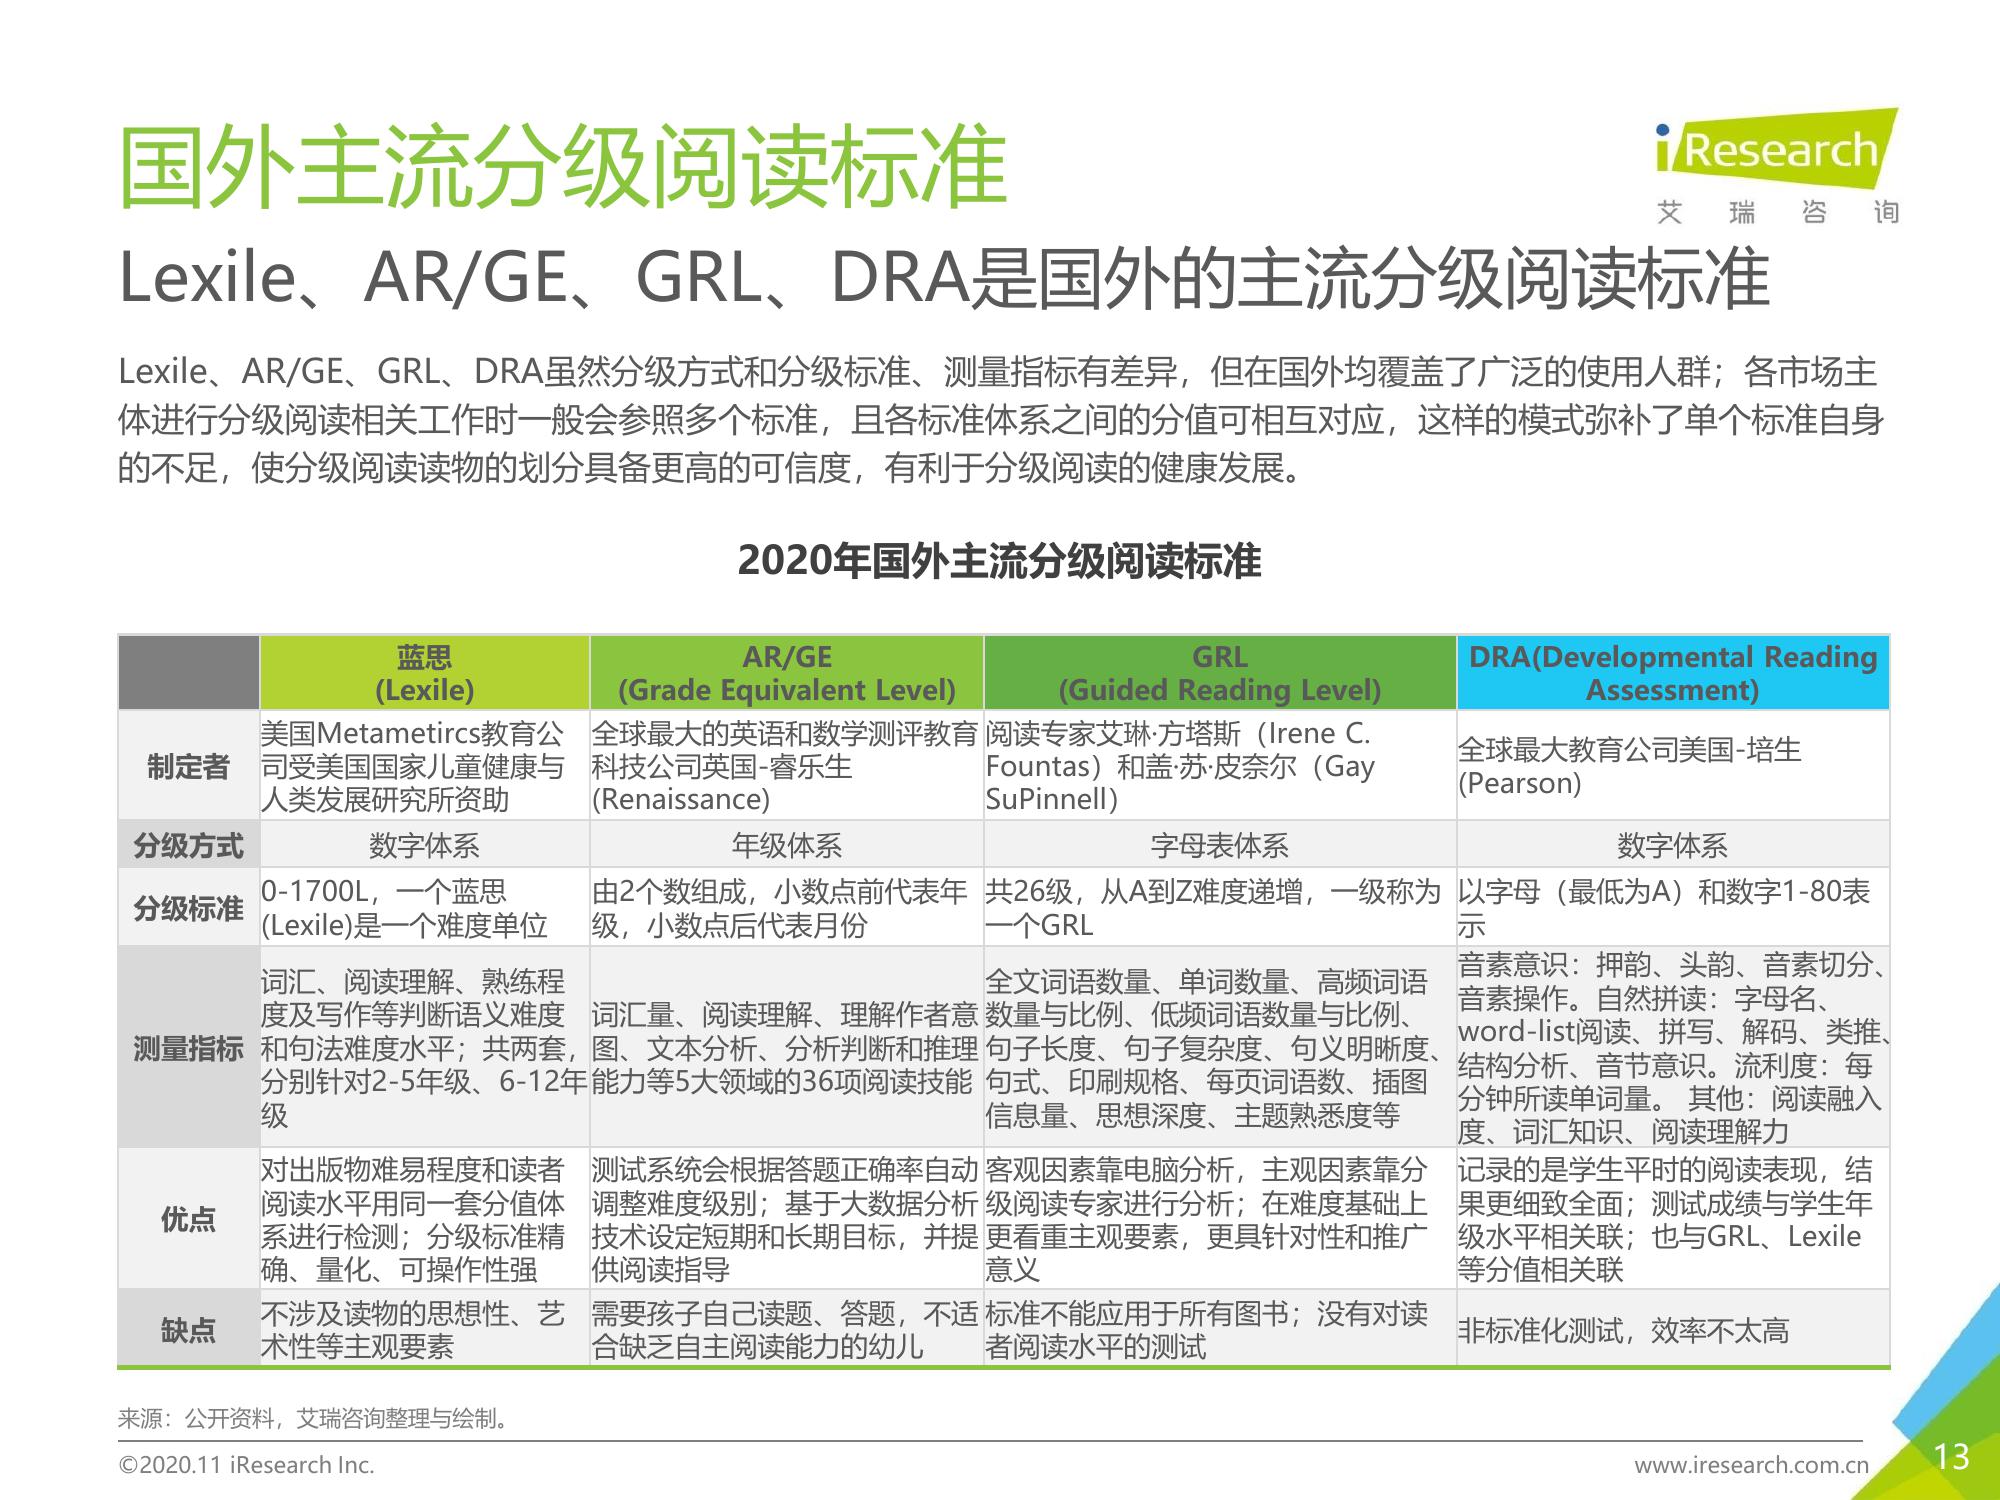 国外主流分级阅读标准
iResearch
艾瑞咨询
Lexile、AR/GE、GRL、DRA是国外的主流分级阅读标准
Lexile、AR/GE、GRL、DRA虽然分级方式和分级标准、测量指标有差异，但在国外均覆盖了广泛的使用人群；各市场主
体进行分级阅读相关工作时一般会参照多个标准，且各标准体系之间的分值可相互对应，这样的模式弥补了单个标准自身
的不足，使分级阅读读物的划分具备更高的可信度，有利于分级阅读的健康发展。
2020年国外主流分级阅读标准
蓝思
(Lexile)
AR/GE
(Grade Equivalent Level)
GRL
(Guided Reading Level)
DRA(Developmental Reading
Assessment)
制定者
美国Metametircs教育公
司受美国国家儿童健康与
人类发展研究所资助
全球最大的英语和数学测评教育
科技公司英国-睿乐生
(Renaissance)
阅读专家艾琳·方塔斯（Irene C.
Fountas）和盖·苏·皮奈尔（Gay
SuPinnell）
全球最大教育公司美国-培生
(Pearson)
分级方式
数字体系
年级体系
字母表体系
数字体系
分级标准
0-1700L，一个蓝思
(Lexile)是一个难度单位
由2个数组成，小数点前代表年
级，小数点后代表月份
共26级，从A到Z难度递增，一级称为
一个GRL
以字母（最低为A）和数字1-80表
示
测量指标
词汇、阅读理解、熟练程
度及写作等判断语义难度
和句法难度水平；共两套，
分别针对2-5年级、6-12年
级
词汇量、阅读理解、理解作者意
图、文本分析、分析判断和推理
能力等5大领域的36项阅读技能
全文词语数量、单词数量、高频词语
数量与比例、低频词语数量与比例、
句子长度、句子复杂度、句义明晰度、
句式、印刷规格、每页词语数、插图
信息量、思想深度、主题熟悉度等
音素意识：押韵、头韵、音素切分、
音素操作。自然拼读：字母名、
word-list阅读、拼写、解码、类推、
结构分析、音节意识。流利度：每
分钟所读单词量。 其他：阅读融入
度、词汇知识、阅读理解力
优点
对出版物难易程度和读者
阅读水平用同一套分值体
系进行检测；分级标准精
确、量化、可操作性强
测试系统会根据答题正确率自动
调整难度级别；基于大数据分析
技术设定短期和长期目标，并提
供阅读指导
客观因素靠电脑分析，主观因素靠分
级阅读专家进行分析；在难度基础上
更看重主观要素，更具针对性和推广
意义
记录的是学生平时的阅读表现，结
果更细致全面；测试成绩与学生年
级水平相关联；也与GRL、Lexile
等分值相关联
缺点
不涉及读物的思想性、艺
术性等主观要素
需要孩子自己读题、答题，不适
合缺乏自主阅读能力的幼儿
标准不能应用于所有图书；没有对读
者阅读水平的测试
非标准化测试，效率不太高
来源：公开资料，艾瑞咨询整理与绘制。
©2020.11 iResearch Inc.
www.iresearch.com.cn
13